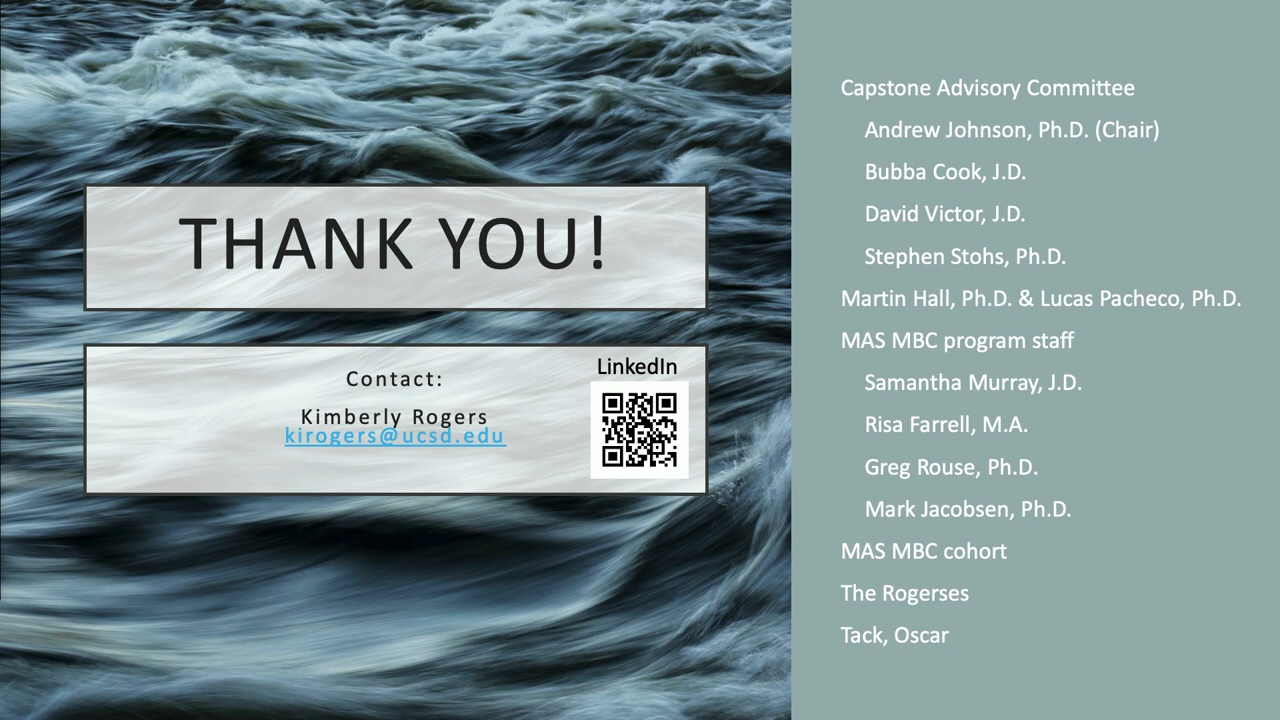 THANK YOU!
Contact:
Kimberly Rogers
kirogers@ucsd.edu
LinkedIn
Capstone Advisory Committee
Andrew Johnson, Ph.D. (Chair)
Bubba Cook, J.D.
David Victor, J.D.
Stephen Stohs, Ph.D.
Martin Hall, Ph.D. & Lucas Pacheco, Ph.D.
MAS MBC program staff
Samantha Murray, J.D.
Risa Farrell, M.A.
Greg Rouse, Ph.D.
Mark Jacobsen, Ph.D.
MAS MBC cohort
The Rogerses
Tack, Oscar